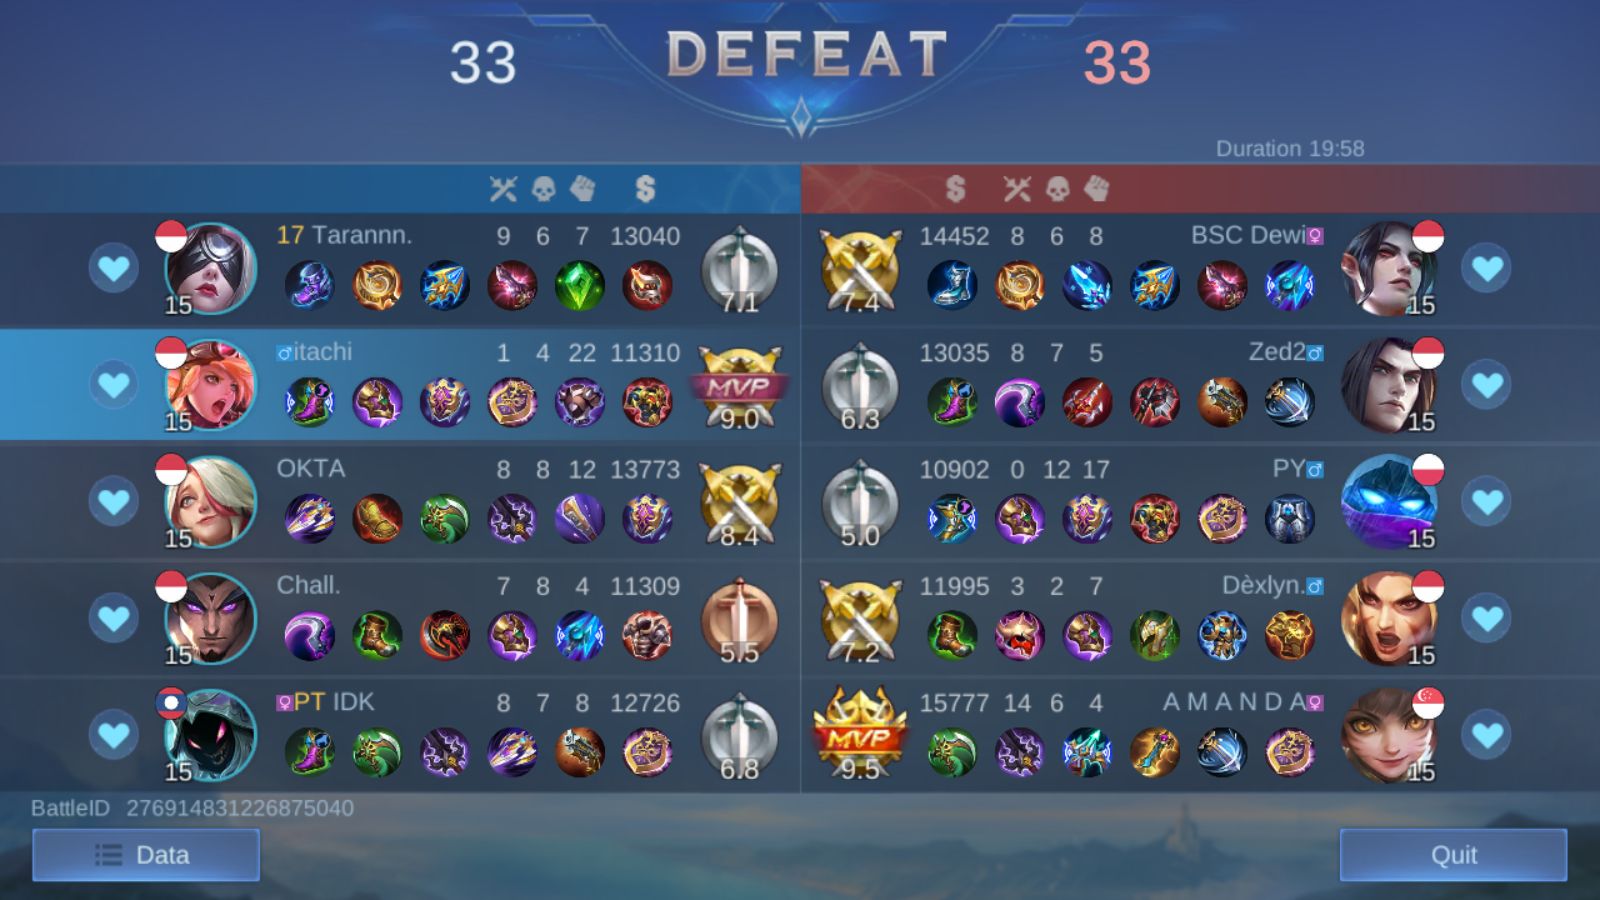 33 DEFEAT 33
Duration 19:58
17 Tarannn. 9 6 7 13040
15 7.1
7.4 14452 8 6 8 BSC Dewi♀
15
♂itachi 1 4 22 11310
15 MVP 9.0
6.3 13035 8 7 5 Zed2♂
15
OKTA 8 8 12 13773
15 8.4
5.0 10902 0 12 17 PY♂
15
Chall. 7 8 4 11309
15 5.5
7.2 11995 3 2 7 Dèxlyn.♂
15
♀PT IDK 8 7 8 12726
15 6.8
MVP 9.5 15777 14 6 4 A M A N D A♀
15
BattleID 276914831226875040
Data
Quit